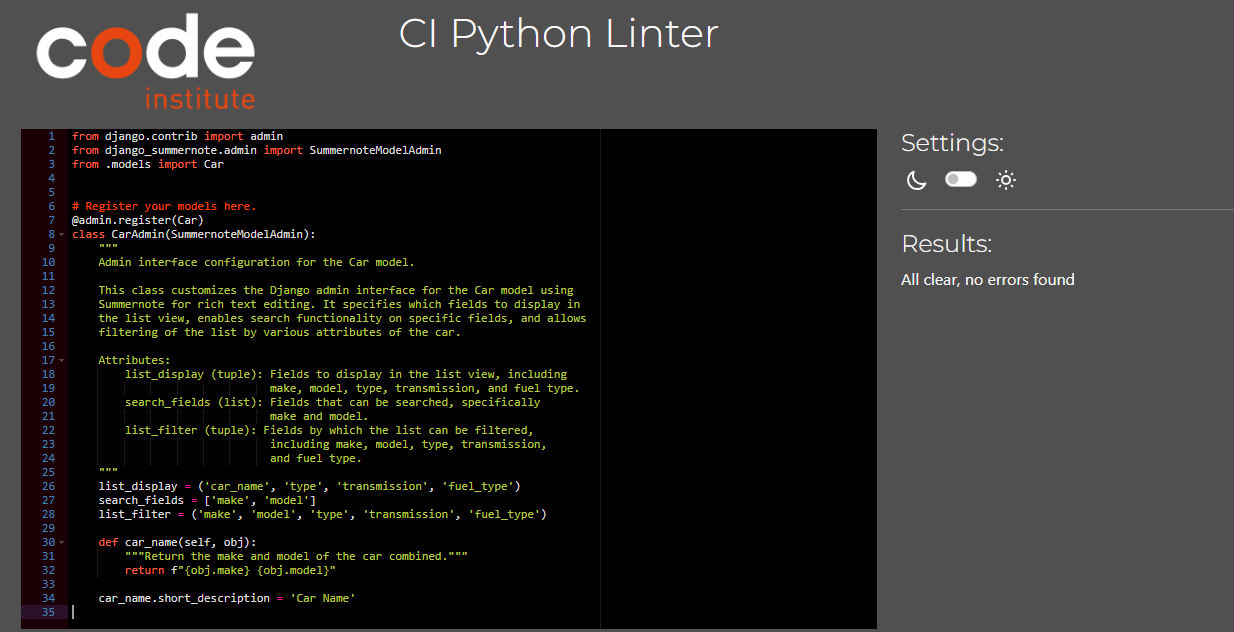 code
institute
CI Python Linter
1 from django.contrib import admin
2 from django_summernote.admin import SummernoteModelAdmin
3 from .models import Car
4
5
6 # Register your models here.
7 @admin.register(Car)
8 class CarAdmin(SummernoteModelAdmin):
9     """
10     Admin interface configuration for the Car model.
11
12     This class customizes the Django admin interface for the Car model using
13     Summernote for rich text editing. It specifies which fields to display in
14     the list view, enables search functionality on specific fields, and allows
15     filtering of the list by various attributes of the car.
16
17     Attributes:
18         list_display (tuple): Fields to display in the list view, including
19                               make, model, type, transmission, and fuel type.
20         search_fields (list): Fields that can be searched, specifically
21                               make and model.
22         list_filter (tuple): Fields by which the list can be filtered,
23                               including make, model, type, transmission,
24                               and fuel type.
25     """
26     list_display = ('car_name', 'type', 'transmission', 'fuel_type')
27     search_fields = ['make', 'model']
28     list_filter = ('make', 'model', 'type', 'transmission', 'fuel_type')
29
30     def car_name(self, obj):
31         """Return the make and model of the car combined."""
32         return f"{obj.make} {obj.model}"
33
34     car_name.short_description = 'Car Name'
35
Settings:
Results:
All clear, no errors found